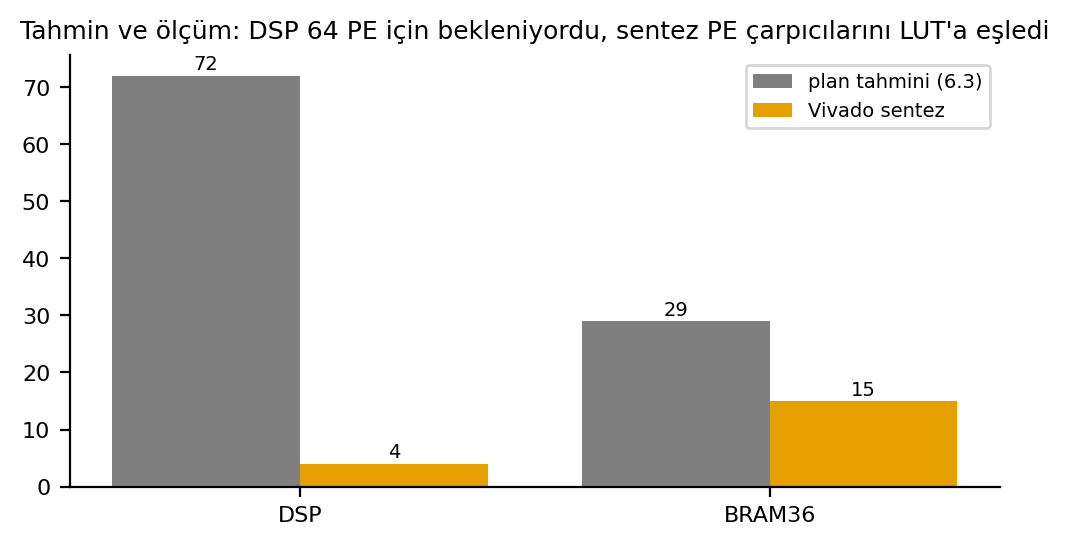 Tahmin ve ölçüm: DSP 64 PE için bekleniyordu, sentez PE çarpıcılarını LUT'a eşledi
plan tahmini (6.3)
Vivado sentez
70
60
50
40
30
20
10
0
72
4
29
15
DSP
BRAM36